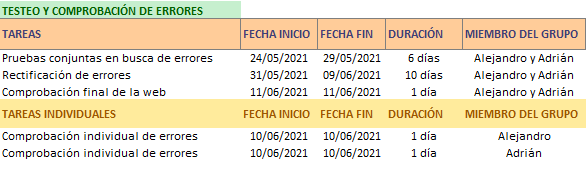 TESTEO Y COMPROBACIÓN DE ERRORES
TAREAS FECHA INICIO FECHA FIN DURACIÓN MIEMBRO DEL GRUPO
Pruebas conjuntas en busca de errores 24/05/2021 29/05/2021 6 días Alejandro y Adrián
Rectificación de errores 31/05/2021 09/06/2021 10 días Alejandro y Adrián
Comprobación final de la web 11/06/2021 11/06/2021 1 día Alejandro y Adrián
TAREAS INDIVIDUALES FECHA INICIO FECHA FIN DURACIÓN MIEMBRO DEL GRUPO
Comprobación individual de errores 10/06/2021 10/06/2021 1 día Alejandro
Comprobación individual de errores 10/06/2021 10/06/2021 1 día Adrián